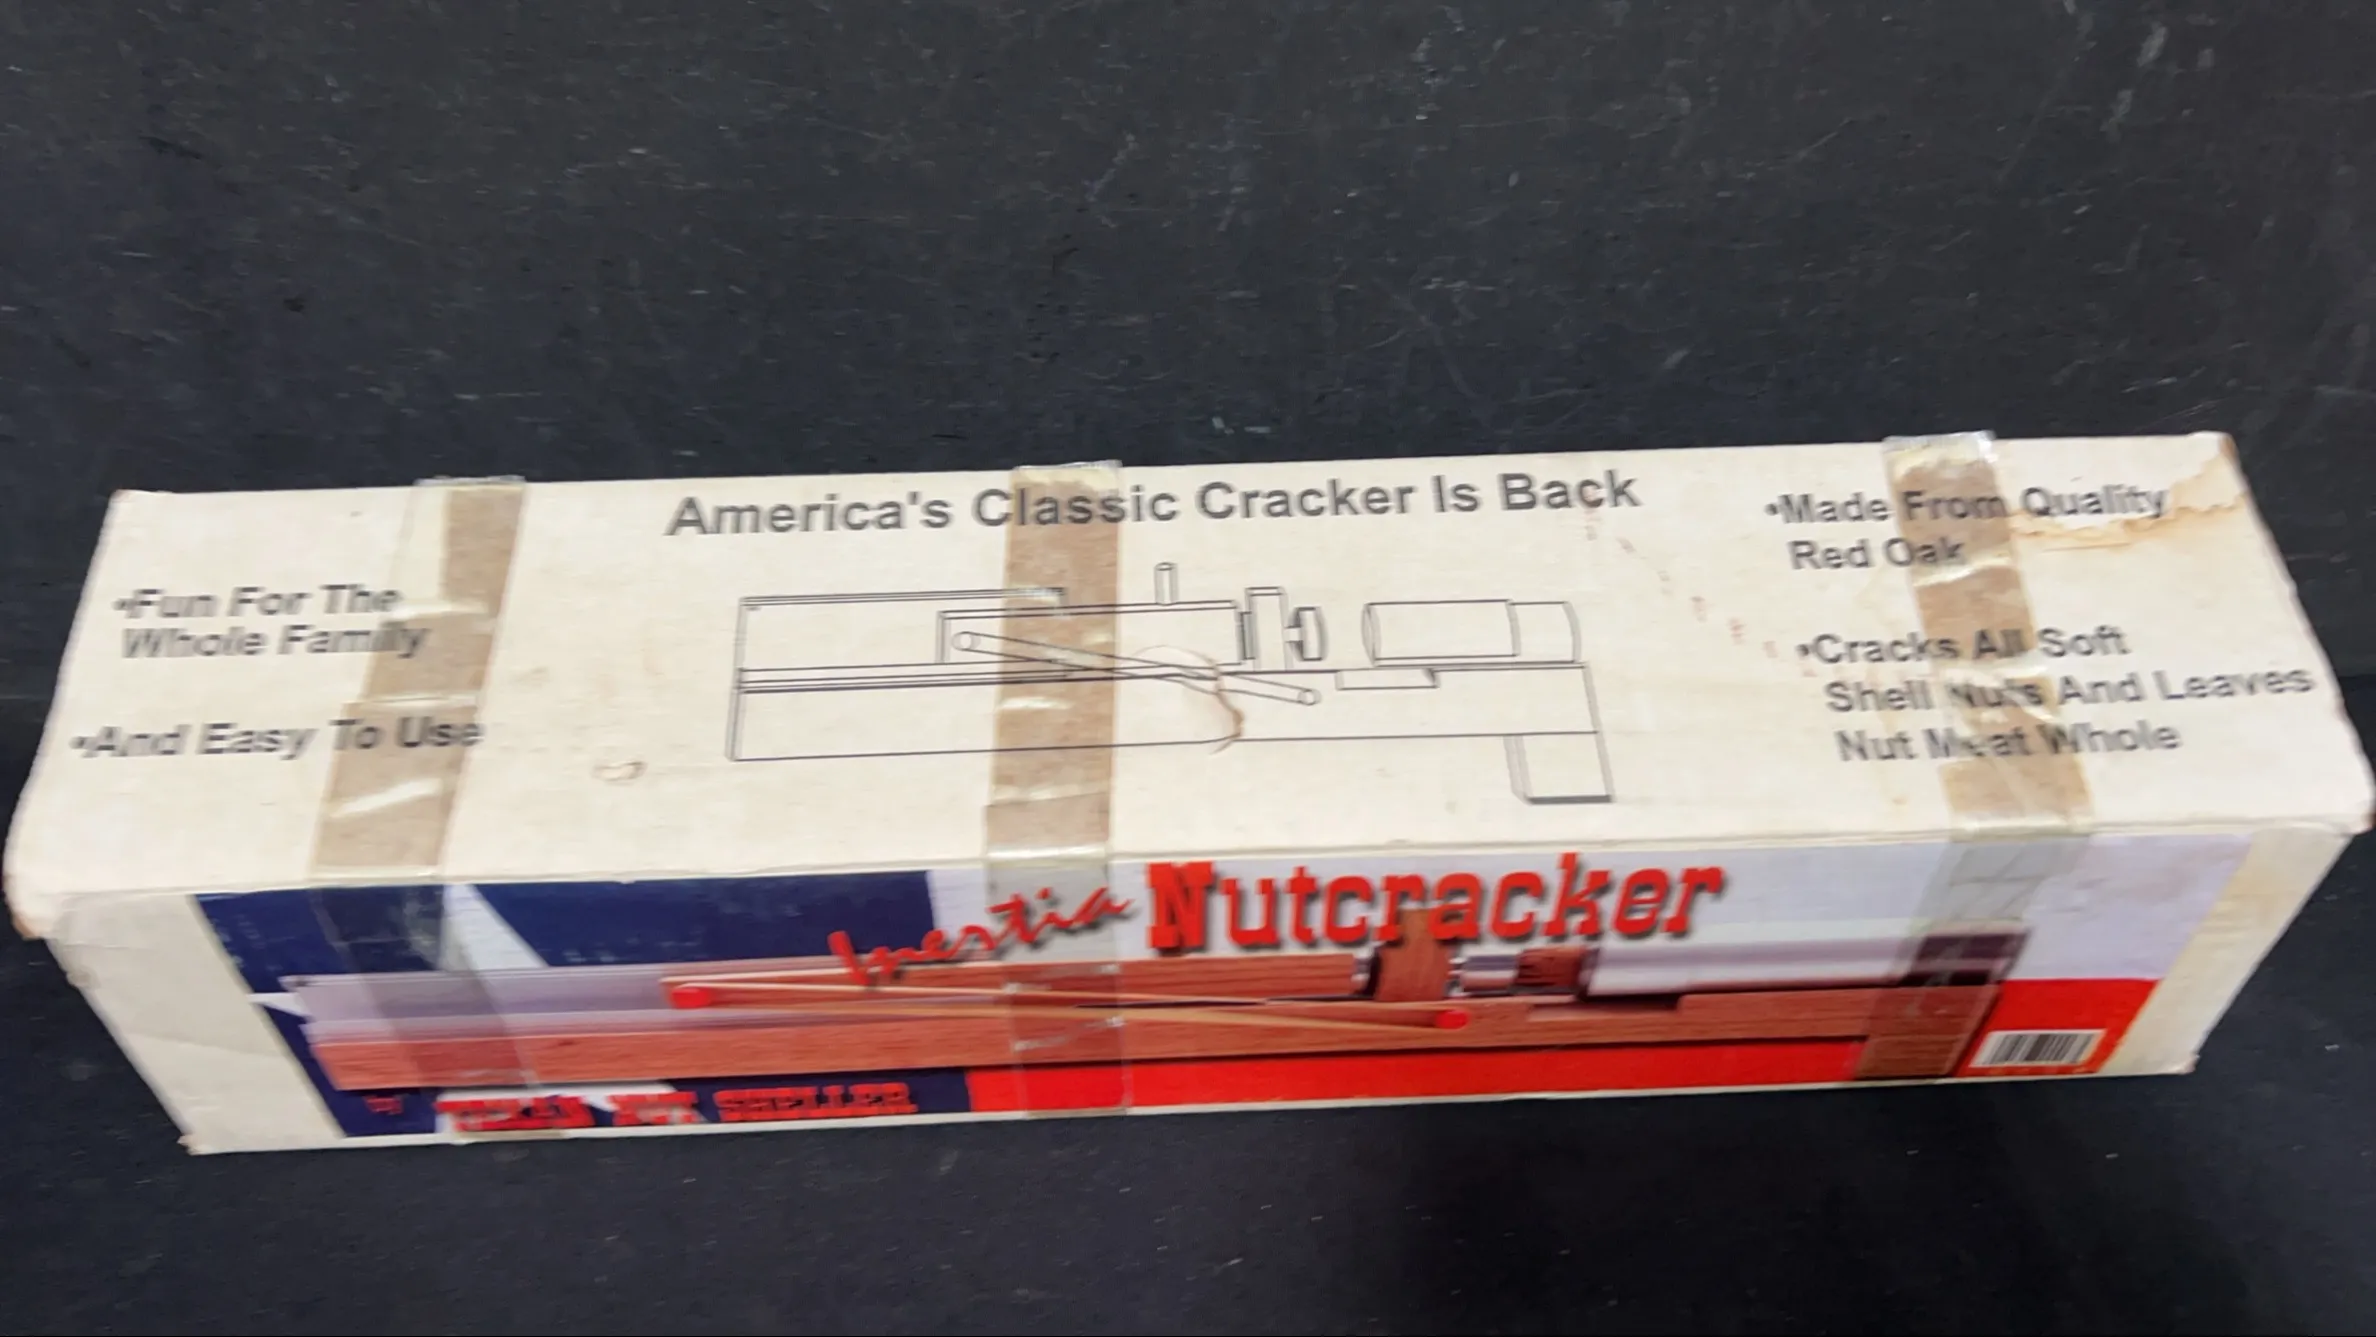 America's Classic Cracker Is Back
•Fun For The
Whole Family
•And Easy To Use
•Made From Quality
Red Oak
•Cracks All Soft
Shell Nuts And Leaves
Nut Meat Whole
Inertia Nutcracker
TEXAS NUT SHELLER